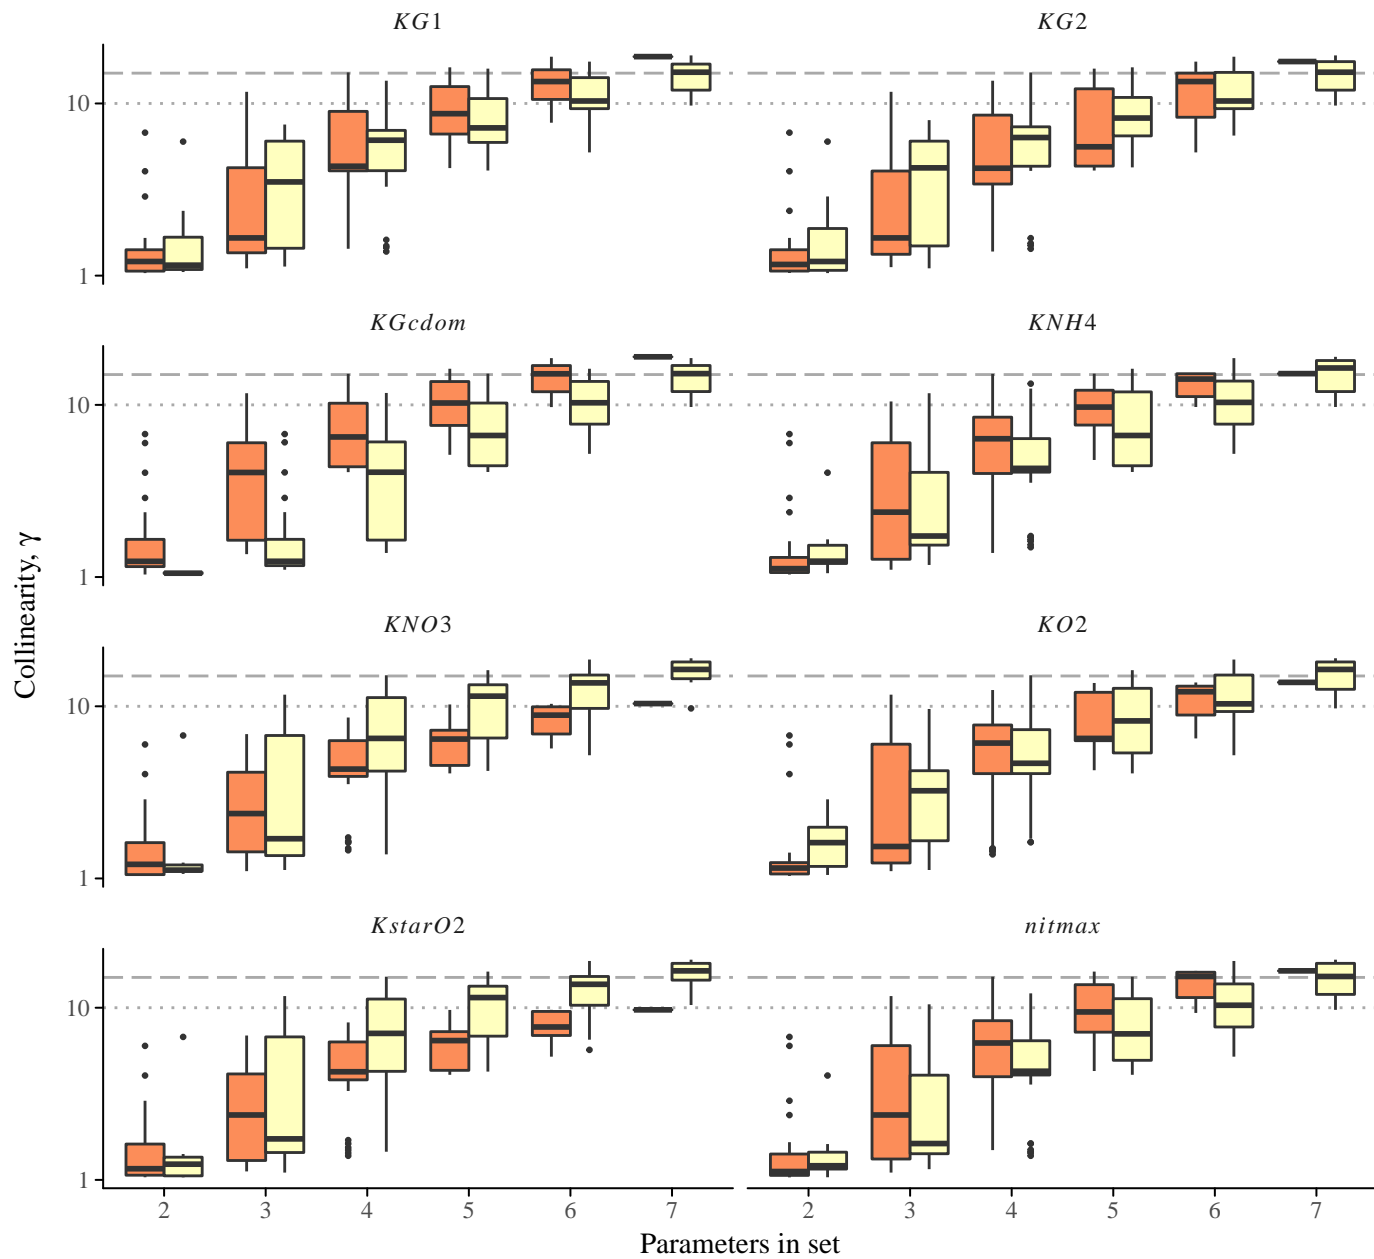 KG1
KG2
10
1
KGcdom
KNH4
10
1
Collinearity, γ
KNO3
KO2
10
1
KstarO2
nitmax
10
1
2 3 4 5 6 7 2 3 4 5 6 7
Parameters in set